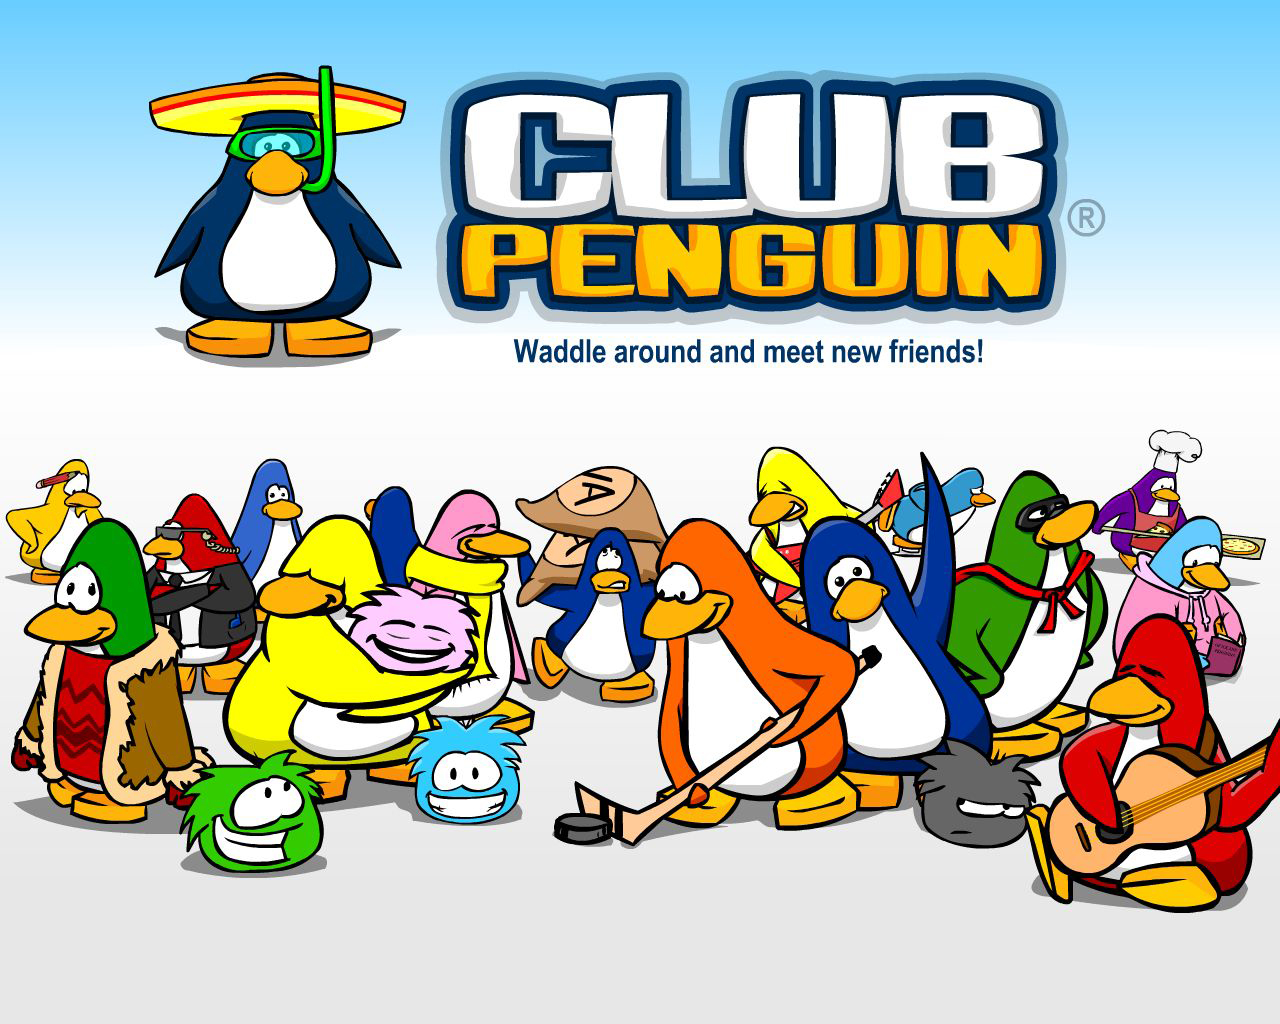 CLUB
PENGUIN®
Waddle around and meet new friends!